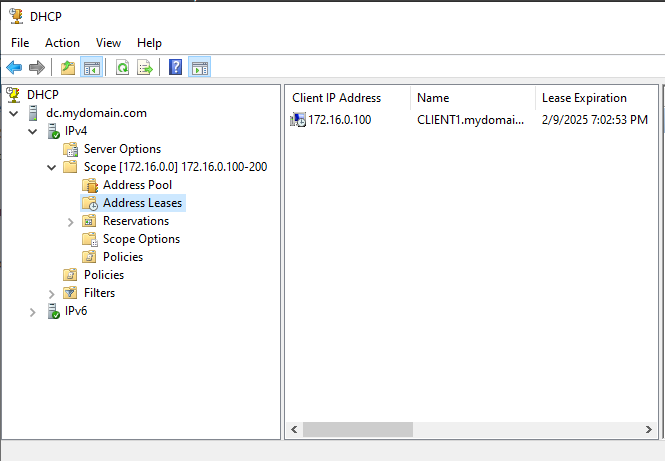 DHCP
File Action View Help
DHCP
dc.mydomain.com
IPv4
Server Options
Scope [172.16.0.0] 172.16.0.100-200
Address Pool
Address Leases
Reservations
Scope Options
Policies
Policies
Filters
IPv6
Client IP Address Name Lease Expiration
172.16.0.100 CLIENT1.mydomai... 2/9/2025 7:02:53 PM